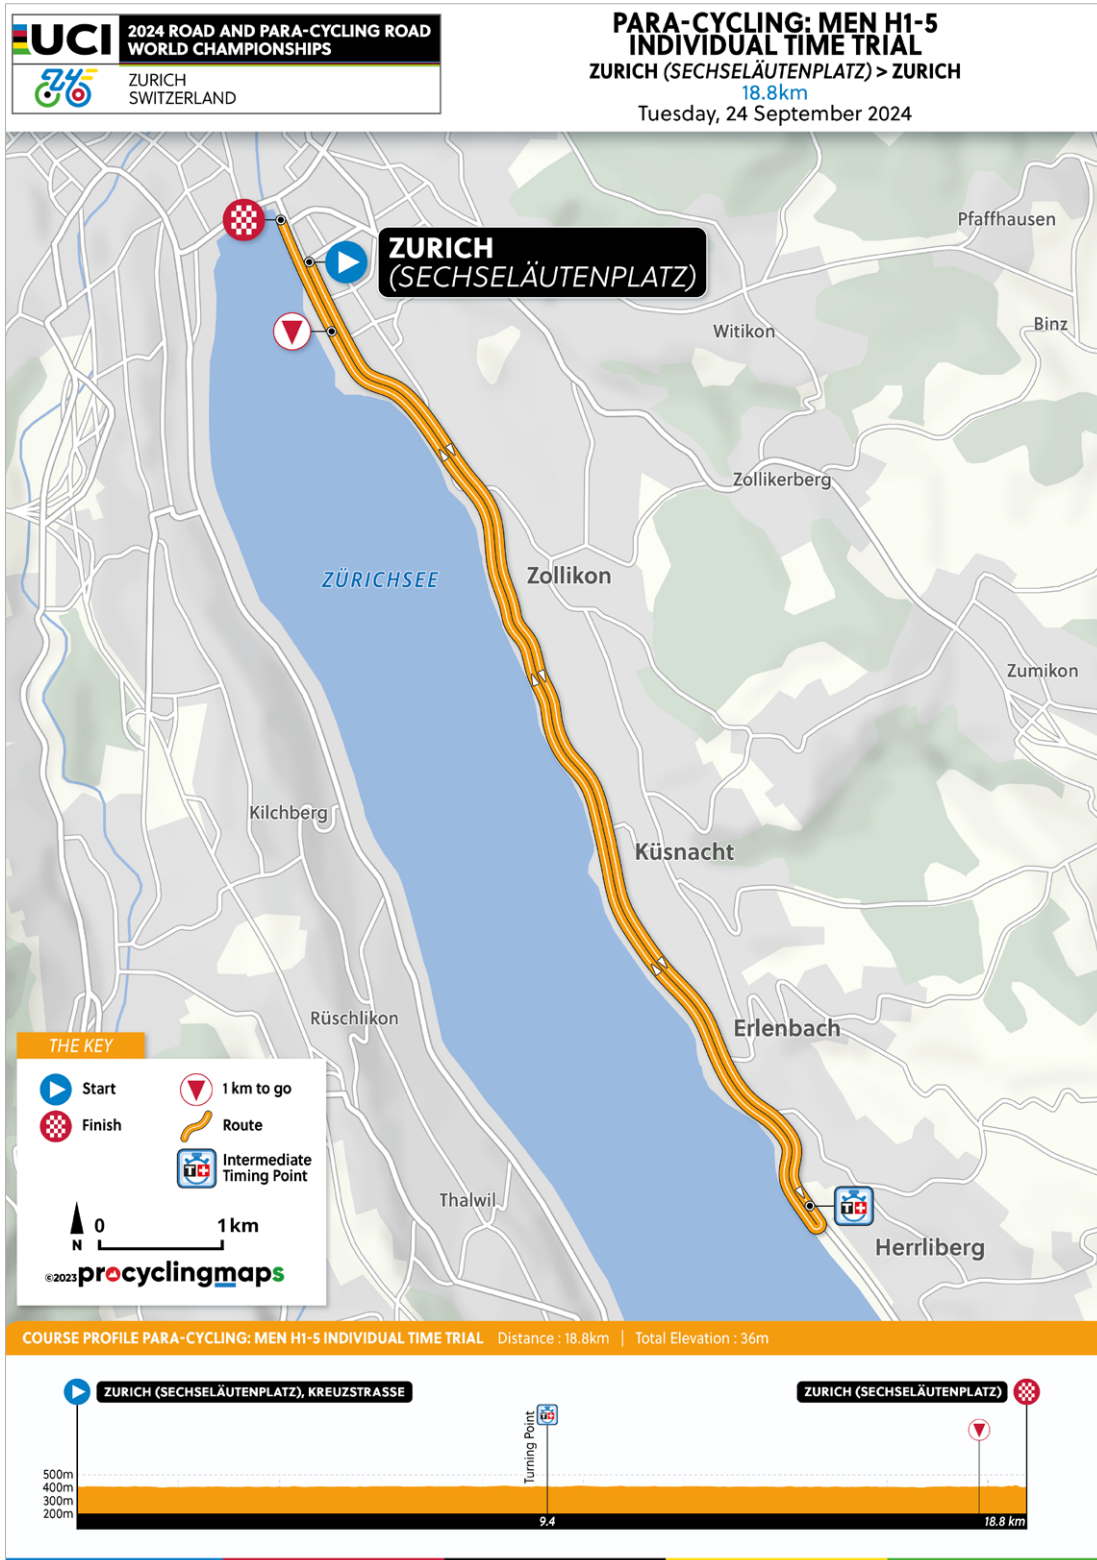 UCI
2024 ROAD AND PARA-CYCLING ROAD
WORLD CHAMPIONSHIPS
ZURICH
SWITZERLAND
PARA-CYCLING: MEN H1-5
INDIVIDUAL TIME TRIAL
ZURICH (SECHSELÄUTENPLATZ) > ZURICH
18.8km
Tuesday, 24 September 2024
Pfaffhausen
ZURICH
(SECHSELÄUTENPLATZ)
Witikon
Binz
Zollikerberg
ZÜRICHSEE
Zollikon
Zumikon
Kilchberg
Küsnacht
Rüschlikon
Erlenbach
Thalwil
Herrliberg
THE KEY
Start
1 km to go
Finish
Route
Intermediate
Timing Point
N
0 1km
©2023 procyclingmaps
COURSE PROFILE PARA-CYCLING: MEN H1-5 INDIVIDUAL TIME TRIAL Distance : 18.8km | Total Elevation : 36m
ZURICH (SECHSELÄUTENPLATZ), KREUZSTRASSE
ZURICH (SECHSELÄUTENPLATZ)
Turning Point
500m
400m
300m
200m
9.4
18.8 km